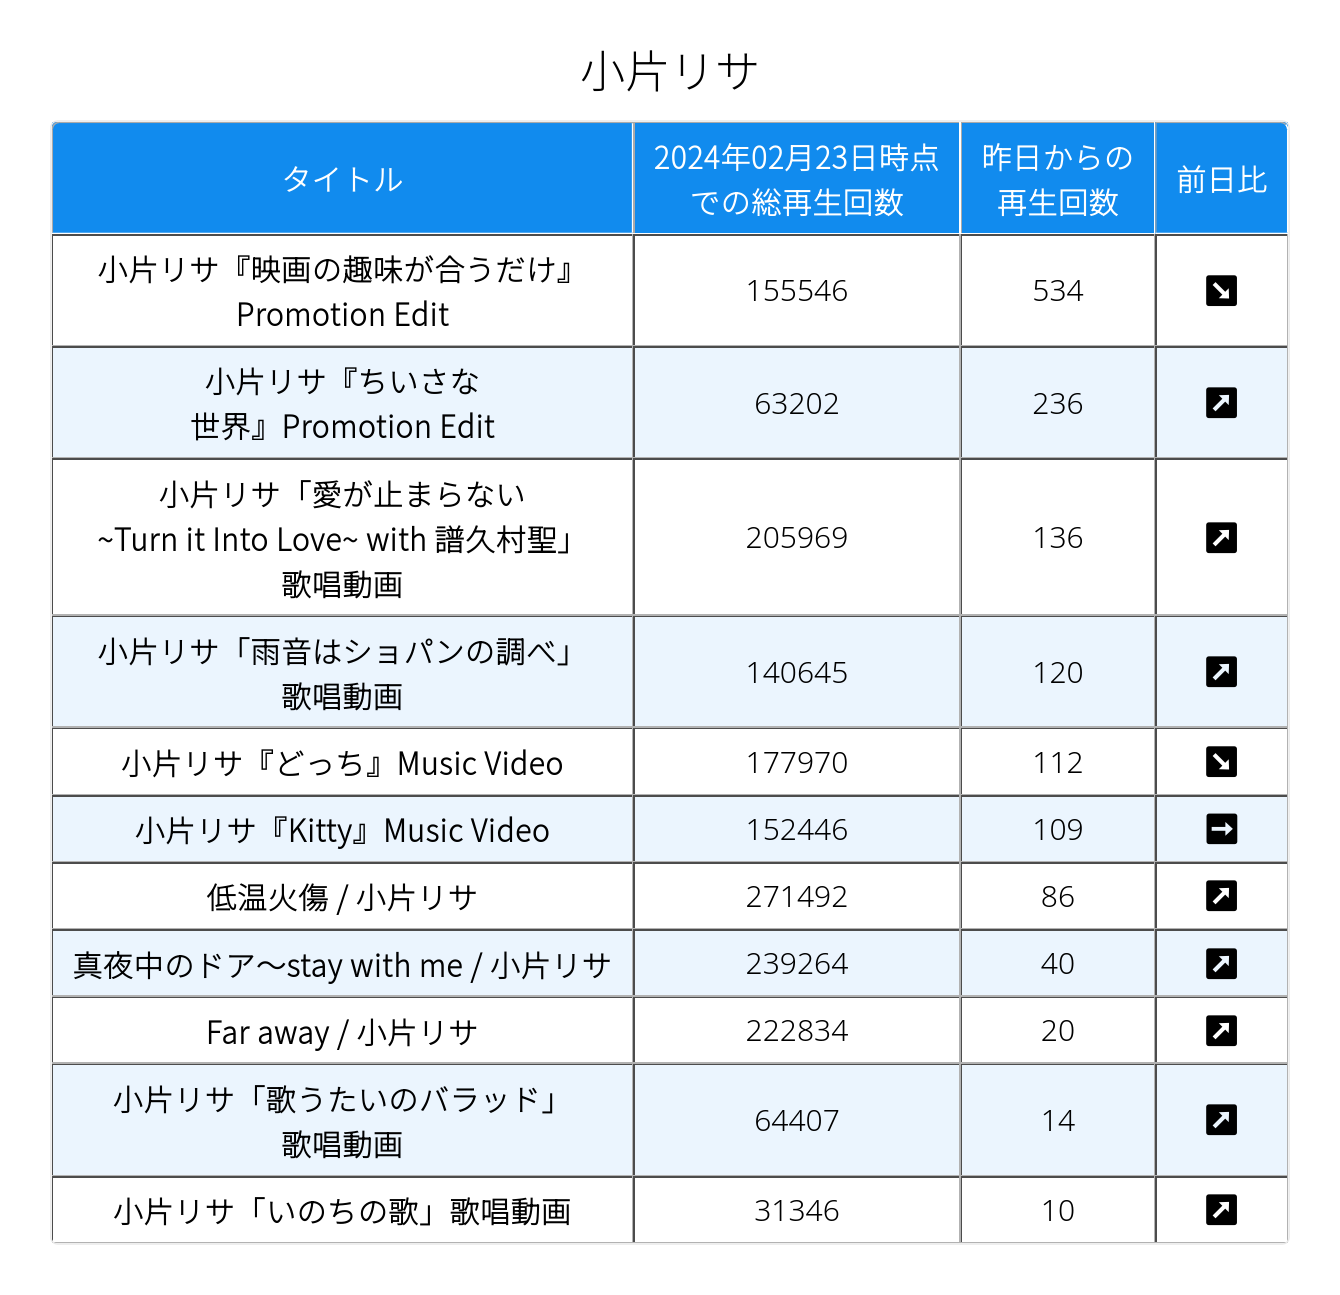 小片リサ
タイトル
2024年02月23日時点
での総再生回数
昨日からの
再生回数
前日比
小片リサ『映画の趣味が合うだけ』
Promotion Edit
155546
534
小片リサ『ちいさな
世界』Promotion Edit
63202
236
小片リサ「愛が止まらない
~Turn it Into Love~ with 譜久村聖」
歌唱動画
205969
136
小片リサ「雨音はショパンの調べ」
歌唱動画
140645
120
小片リサ『どっち』Music Video
177970
112
小片リサ『Kitty』Music Video
152446
109
低温火傷 / 小片リサ
271492
86
真夜中のドア〜stay with me / 小片リサ
239264
40
Far away / 小片リサ
222834
20
小片リサ「歌うたいのバラッド」
歌唱動画
64407
14
小片リサ「いのちの歌」歌唱動画
31346
10